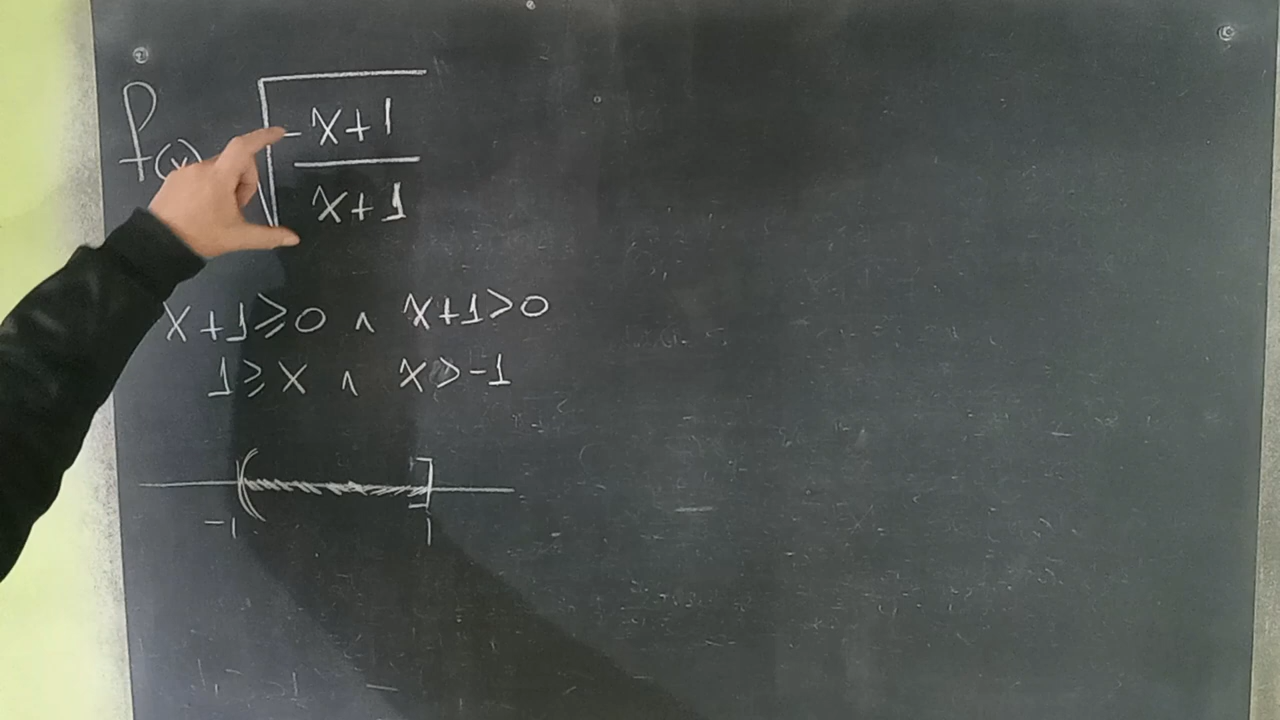 f(x) √
-x+1
x+1
x+1≥0 ∧ x+1>0
1≥x ∧ x>-1
-1 1